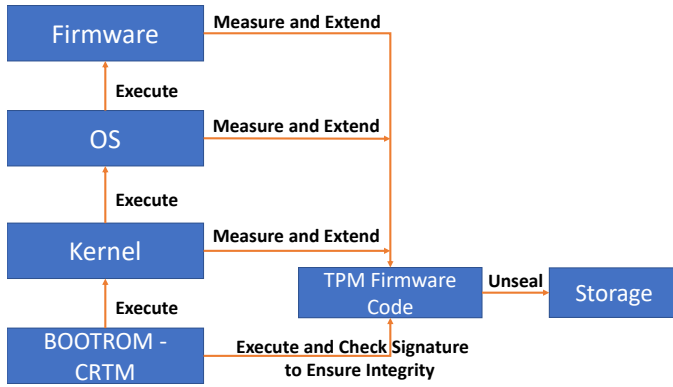 Firmware
Measure and Extend
Execute
OS
Measure and Extend
Execute
Kernel
Measure and Extend
TPM Firmware
Code
Unseal
Storage
Execute
BOOTROM -
CRTM
Execute and Check Signature
to Ensure Integrity